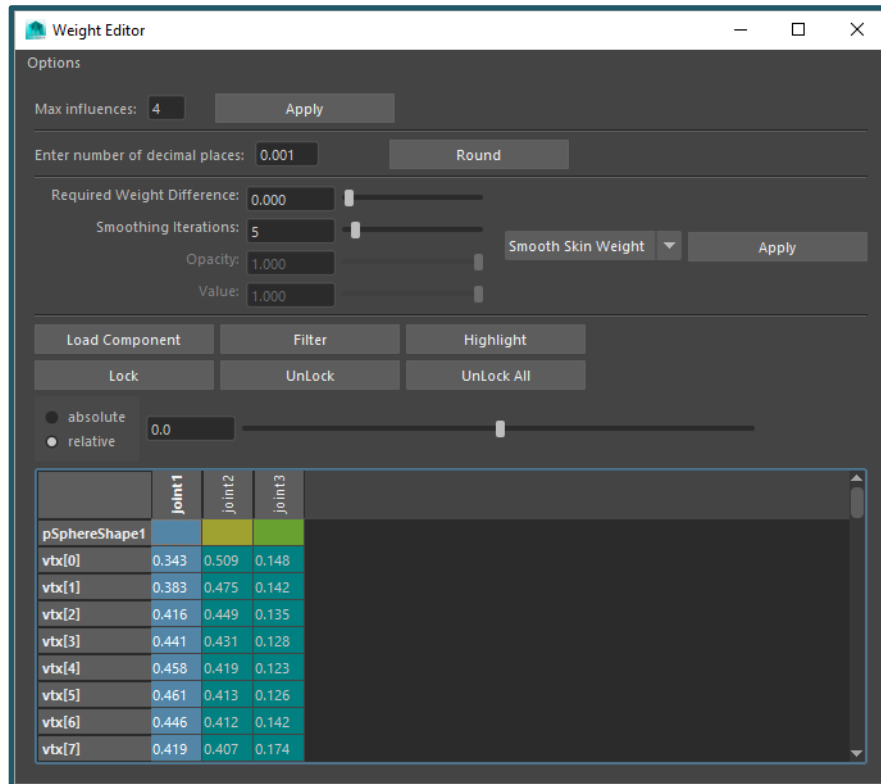 Weight Editor
Options
Max influences: 4 Apply
Enter number of decimal places: 0.001 Round
Required Weight Difference: 0.000
Smoothing Iterations: 5
Smooth Skin Weight Apply
Opacity: 1.000
Value: 1.000
Load Component Filter Highlight
Lock UnLock UnLock All
absolute
relative
0.0
joint1 joint2 joint3
pSphereShape1
vtx[0] 0.343 0.509 0.148
vtx[1] 0.383 0.475 0.142
vtx[2] 0.416 0.449 0.135
vtx[3] 0.441 0.431 0.128
vtx[4] 0.458 0.419 0.123
vtx[5] 0.461 0.413 0.126
vtx[6] 0.446 0.412 0.142
vtx[7] 0.419 0.407 0.174